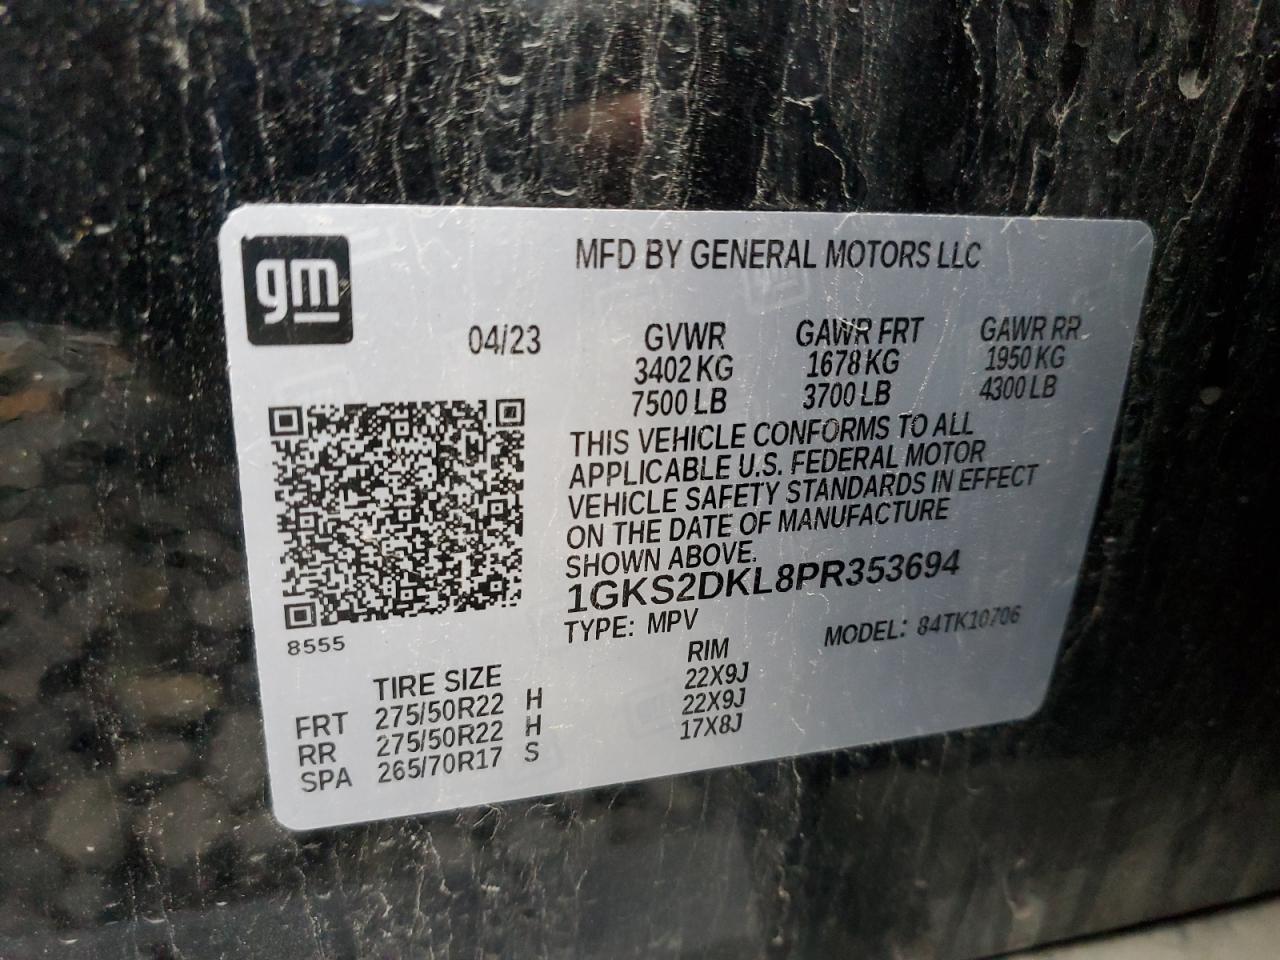 gm
MFD BY GENERAL MOTORS LLC
04/23 GVWR GAWR FRT GAWR RR
3402 KG 1678 KG 1950 KG
7500 LB 3700 LB 4300 LB
THIS VEHICLE CONFORMS TO ALL
APPLICABLE U.S. FEDERAL MOTOR
VEHICLE SAFETY STANDARDS IN EFFECT
ON THE DATE OF MANUFACTURE
SHOWN ABOVE.
1GKS2DKL8PR353694
8555
TYPE: MPV MODEL: 84TK10706
TIRE SIZE RIM
FRT 275/50R22 H 22X9J
RR 275/50R22 H 22X9J
SPA 265/70R17 S 17X8J